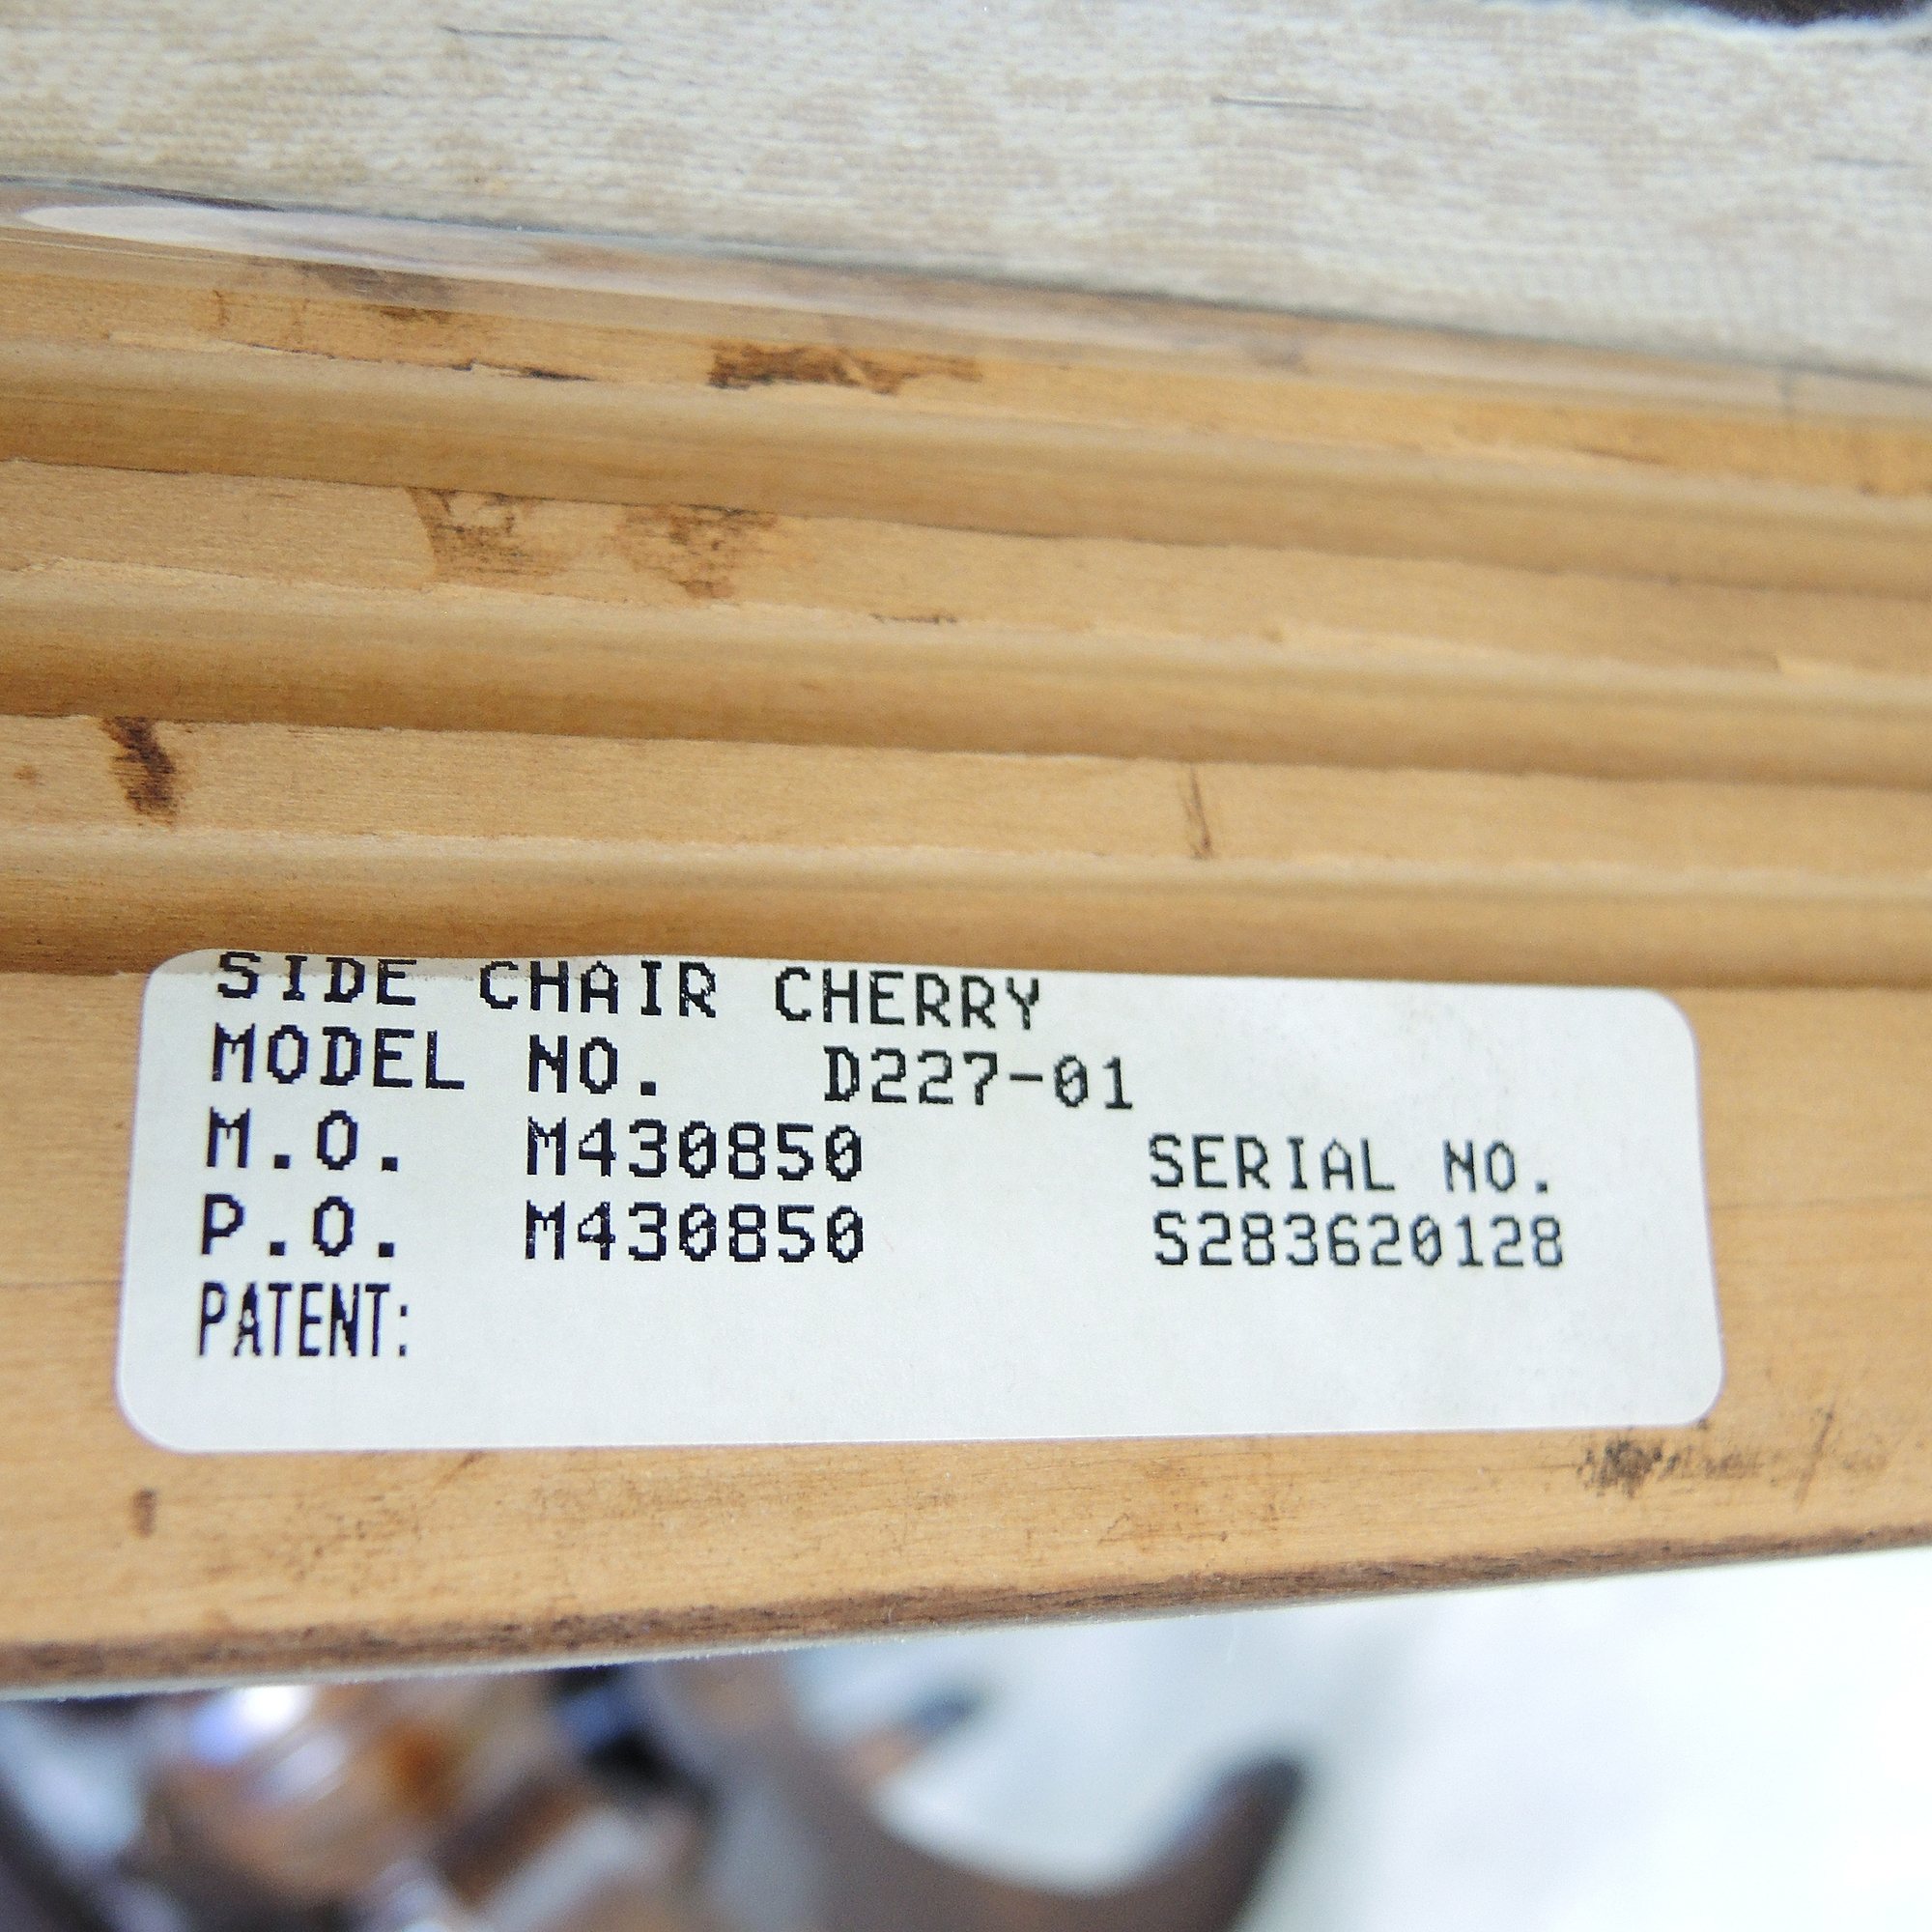 SIDE CHAIR CHERRY
MODEL NO. D227-01
M.O. M430850 SERIAL NO.
P.O. M430850 S283620128
PATENT: